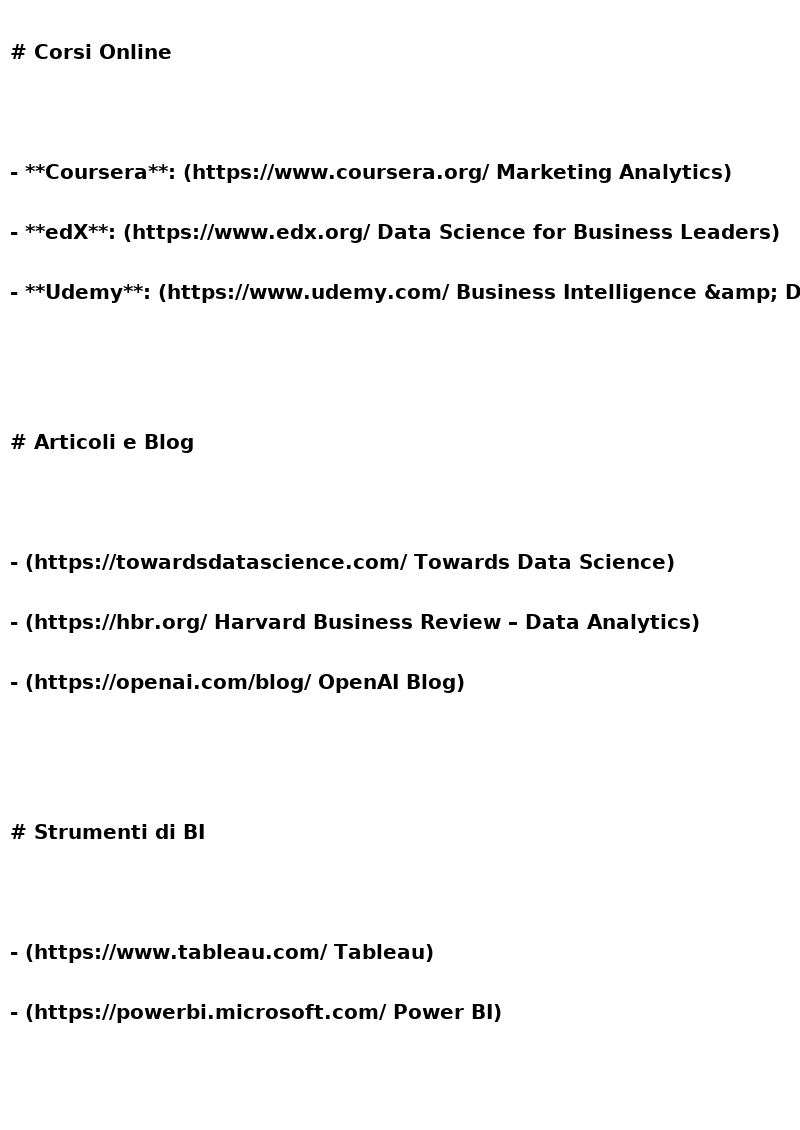 # Corsi Online
- **Coursera**: (https://www.coursera.org/ Marketing Analytics)
- **edX**: (https://www.edx.org/ Data Science for Business Leaders)
- **Udemy**: (https://www.udemy.com/ Business Intelligence &amp; D
# Articoli e Blog
- (https://towardsdatascience.com/ Towards Data Science)
- (https://hbr.org/ Harvard Business Review – Data Analytics)
- (https://openai.com/blog/ OpenAI Blog)
# Strumenti di BI
- (https://www.tableau.com/ Tableau)
- (https://powerbi.microsoft.com/ Power BI)